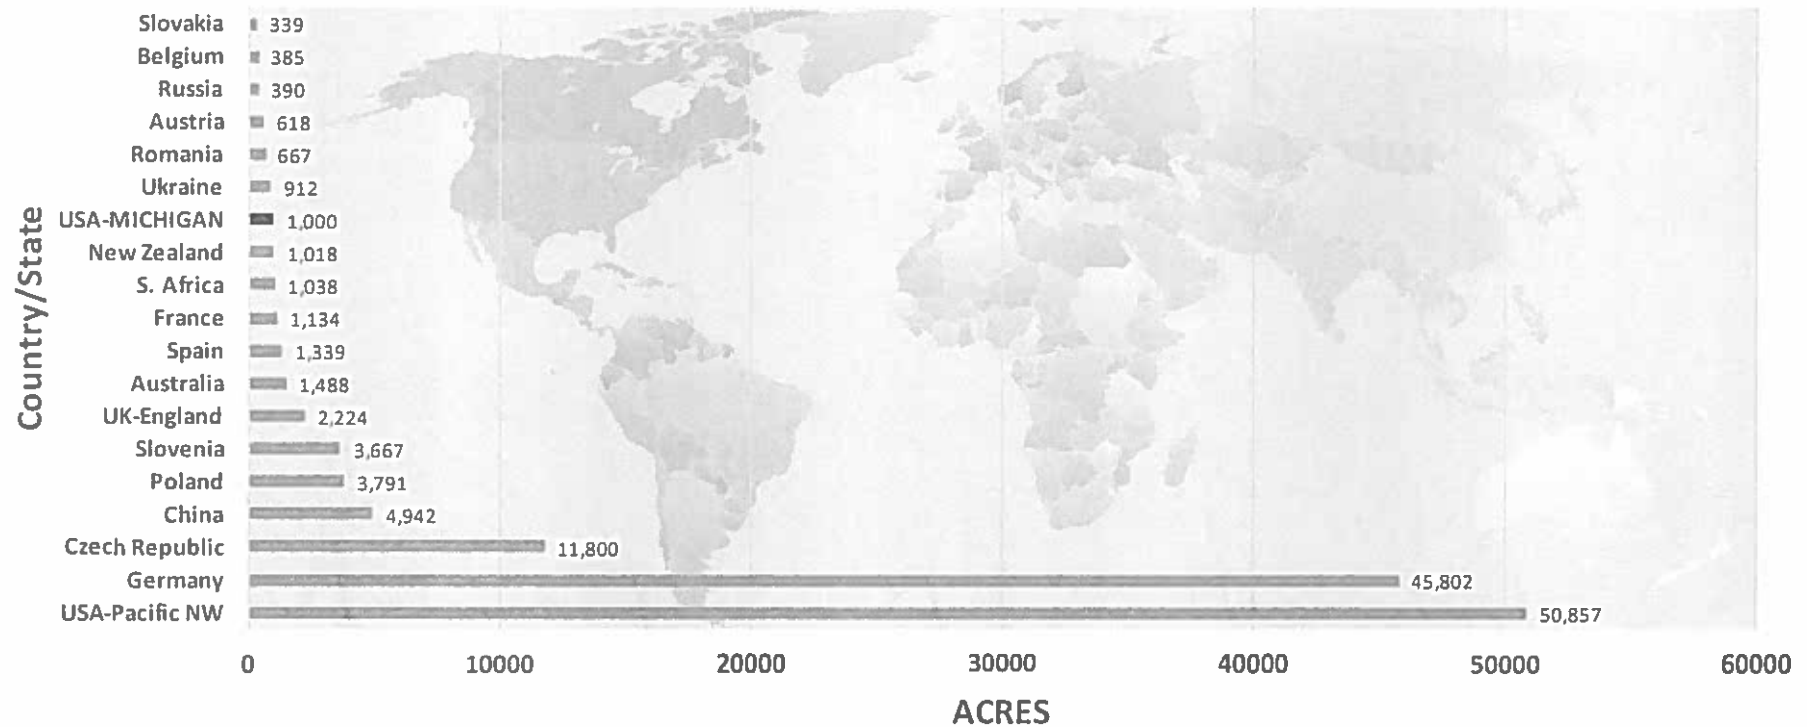 Slovakia 339
Belgium 385
Russia 390
Austria 618
Romania 667
Ukraine 912
USA-MICHIGAN 1,000
New Zealand 1,018
S. Africa 1,038
France 1,134
Spain 1,339
Australia 1,488
UK-England 2,224
Slovenia 3,667
Poland 3,791
China 4,942
Czech Republic 11,800
Germany 45,802
USA-Pacific NW 50,857
Country/State
0 10000 20000 30000 40000 50000 60000
ACRES